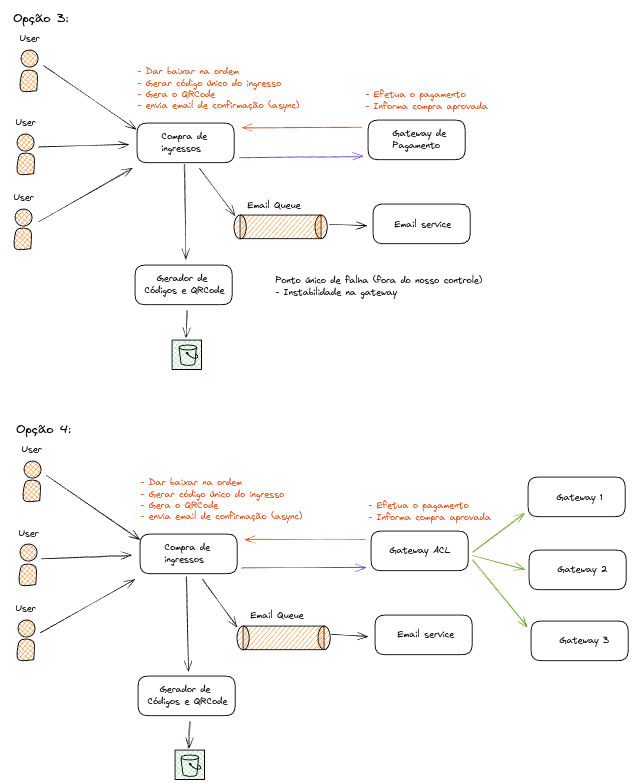 Opção 3:
User
- Dar baixar na ordem
- Gerar código único do ingresso
- Gera o QRCode
- envia email de confirmação (async)
- Efetua o pagamento
- Informa compra aprovada
User
Compra de
ingressos
Gateway de
Pagamento
User
Email Queue
Email service
Gerador de
Códigos e QRCode
Ponto único de falha (fora do nosso controle)
- Instabilidade na gateway
Opção 4:
User
- Dar baixar na ordem
- Gerar código único do ingresso
- Gera o QRCode
- envia email de confirmação (async)
- Efetua o pagamento
- Informa compra aprovada
Gateway 1
User
Compra de
ingressos
Gateway ACL
Gateway 2
User
Email Queue
Email service
Gateway 3
Gerador de
Códigos e QRCode